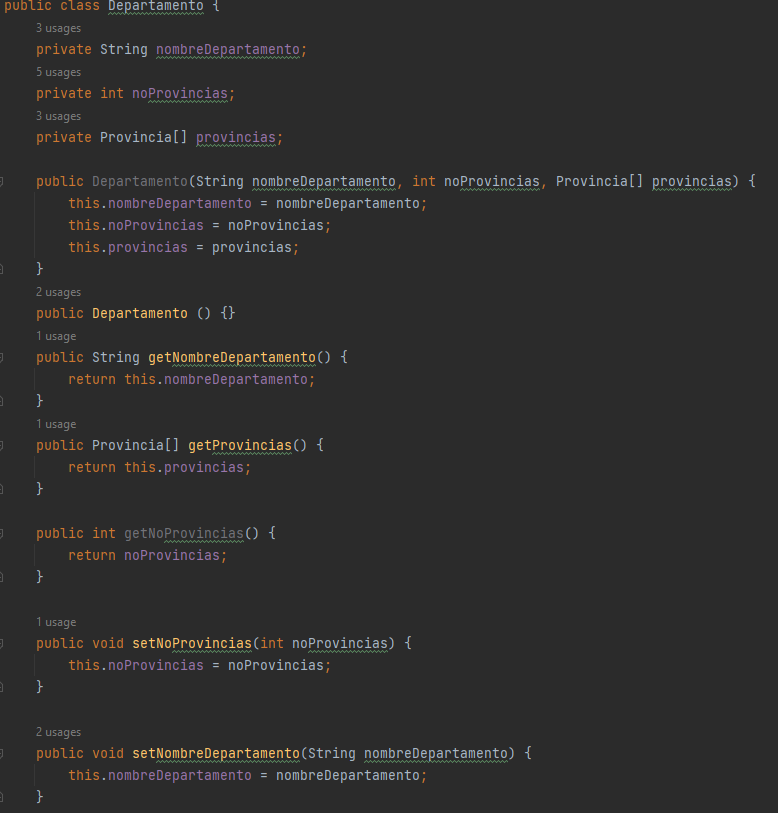 public class Departamento {
3 usages
private String nombreDepartamento;
5 usages
private int noProvincias;
3 usages
private Provincia[] provincias;
public Departamento(String nombreDepartamento, int noProvincias, Provincia[] provincias) {
this.nombreDepartamento = nombreDepartamento;
this.noProvincias = noProvincias;
this.provincias = provincias;
}
2 usages
public Departamento () {}
1 usage
public String getNombreDepartamento() {
return this.nombreDepartamento;
}
1 usage
public Provincia[] getProvincias() {
return this.provincias;
}
public int getNoProvincias() {
return noProvincias;
}
1 usage
public void setNoProvincias(int noProvincias) {
this.noProvincias = noProvincias;
}
2 usages
public void setNombreDepartamento(String nombreDepartamento) {
this.nombreDepartamento = nombreDepartamento;
}